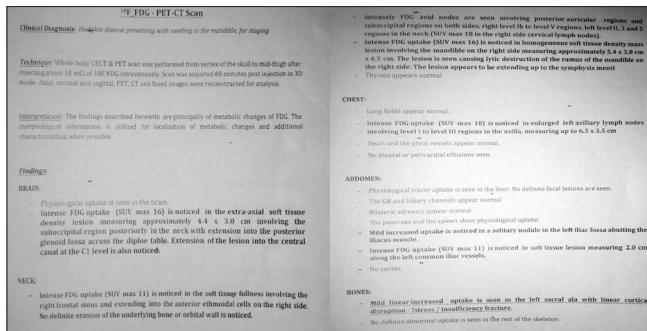 18F_FDG - PET-CT Scan
Clinical Diagnosis: Hodgkin disease presenting with swelling in the mandible for staging
Technique: Whole body CECT & PET scan was performed from vertex of the skull to mid-thigh after
injecting about 10 mCi of 18F FDG intravenously. Scan was acquired 60 minutes post injection in 3D
mode. Axial, coronal and sagittal, PET, CT and fused images were reconstructed for analysis.
Interpretation: The findings described herewith are principally of metabolic changes of FDG. The
morphological information is utilized for localization of metabolic changes and additional
characterization when possible.
Findings:
BRAIN:
- Physiological uptake is seen in the brain.
- Intense FDG uptake (SUV max 16) is noticed in the extra-axial soft tissue
density lesion measuring approximately 4.4 x 3.0 cm involving the
suboccipital region posteriorly in the neck with extension into the posterior
glenoid fossa across the diploe table. Extension of the lesion into the central
canal at the C1 level is also noticed.
NECK:
- Intense FDG uptake (SUV max 11) is noticed in the soft tissue fullness involving the
right frontal sinus and extending into the anterior ethmoidal cells on the right side.
No definite erosion of the underlying bone or orbital wall is noticed.
- Intensely FDG avid nodes are seen involving posterior auricular regions and
suboccipital regions on both sides, right level Ib to level V regions, left level II, 3 and 5
regions in the neck (SUV max 18 in the right side cervical lymph nodes).
- Intense FDG uptake (SUV max 16) is noticed in homogeneous soft tissue density mass
lesion involving the mandible on the right side measuring approximately 5.4 x 3.8 cm
x 4.3 cm. The lesion is seen causing lytic destruction of the ramus of the mandible on
the right side. The lesion appears to be extending up to the symphysis menti
- Thyroid appears normal
CHEST:
- Lung fields appear normal.
- Intense FDG uptake (SUV max 18) is noticed in enlarged left axillary lymph nodes
involving level I to level III regions in the axilla, measuring up to 6.5 x 3.5 cm
- Heart and the great vessels appear normal.
- No pleural or pericardial effusions seen.
ABDOMEN:
- Physiological tracer uptake is seen in the liver. No definite focal lesions are seen.
- The GB and biliary channels appear normal
- Bilateral adrenals appear normal
- The pancreas and the spleen show physiological uptake.
- Mild increased uptake is noticed in a solitary nodule in the left iliac fossa abutting the
iliacus muscle.
- Intense FDG uptake (SUV max 11) is noticed in soft tissue lesion measuring 2.0 cm
along the left common iliac vessels.
- No ascites.
BONES:
- Mild linear increased uptake is seen in the left sacral ala with linear cortical
disruption - ?stress / insufficiency fracture.
- No definite abnormal uptake is seen in the rest of the skeleton